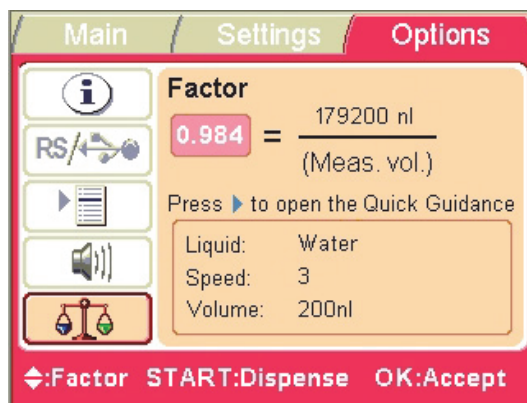 Main Settings Options
Factor
0.984 = 179200 nl
(Meas. vol.)
RS/
Press to open the Quick Guidance
Liquid: Water
Speed: 3
Volume: 200nl
:Factor START:Dispense OK:Accept